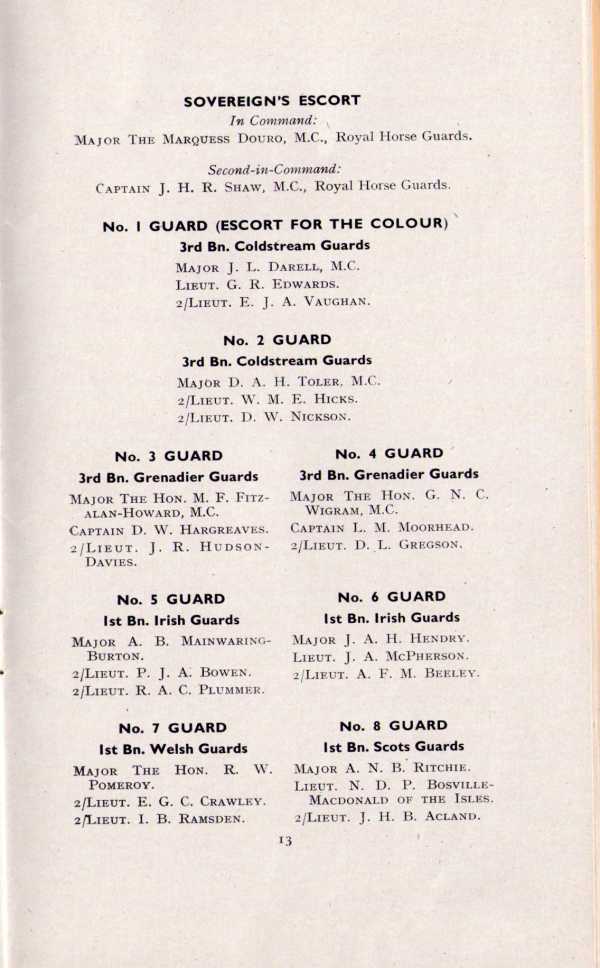 SOVEREIGN'S ESCORT
In Command:
MAJOR THE MARQUESS DOURO, M.C., Royal Horse Guards.
Second-in-Command:
CAPTAIN J. H. R. SHAW, M.C., Royal Horse Guards.
No. 1 GUARD (ESCORT FOR THE COLOUR)
3rd Bn. Coldstream Guards
MAJOR J. L. DARELL, M.C.
LIEUT. G. R. EDWARDS.
2/LIEUT. E. J. A. VAUGHAN.
No. 2 GUARD
3rd Bn. Coldstream Guards
MAJOR D. A. H. TOLER, M.C.
2/LIEUT. W. M. E. HICKS.
2/LIEUT. D. W. NICKSON.
No. 3 GUARD
3rd Bn. Grenadier Guards
MAJOR THE HON. M. F. FITZ-
ALAN-HOWARD, M.C.
CAPTAIN D. W. HARGREAVES.
2/LIEUT. J. R. HUDSON-
DAVIES.
No. 4 GUARD
3rd Bn. Grenadier Guards
MAJOR THE HON. G. N. C.
WIGRAM, M.C.
CAPTAIN L. M. MOORHEAD.
2/LIEUT. D. L. GREGSON.
No. 5 GUARD
1st Bn. Irish Guards
MAJOR A. B. MAINWARING-
BURTON.
2/LIEUT. P. J. A. BOWEN.
2/LIEUT. R. A. C. PLUMMER.
No. 6 GUARD
1st Bn. Irish Guards
MAJOR J. A. H. HENDRY.
LIEUT. J. A. MCPHERSON.
2/LIEUT. A. F. M. BEELEY.
No. 7 GUARD
1st Bn. Welsh Guards
MAJOR THE HON. R. W.
POMEROY.
2/LIEUT. E. G. C. CRAWLEY.
2/LIEUT. I. B. RAMSDEN.
No. 8 GUARD
1st Bn. Scots Guards
MAJOR A. N. B. RITCHIE.
LIEUT. N. D. P. BOSVILLE-
MACDONALD OF THE ISLES.
2/LIEUT. J. H. B. ACLAND.
13